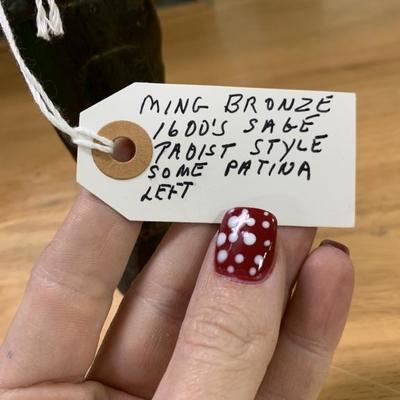 MING BRONZE
1600'S SAGE
TAOIST STYLE
SOME PATINA
LEFT